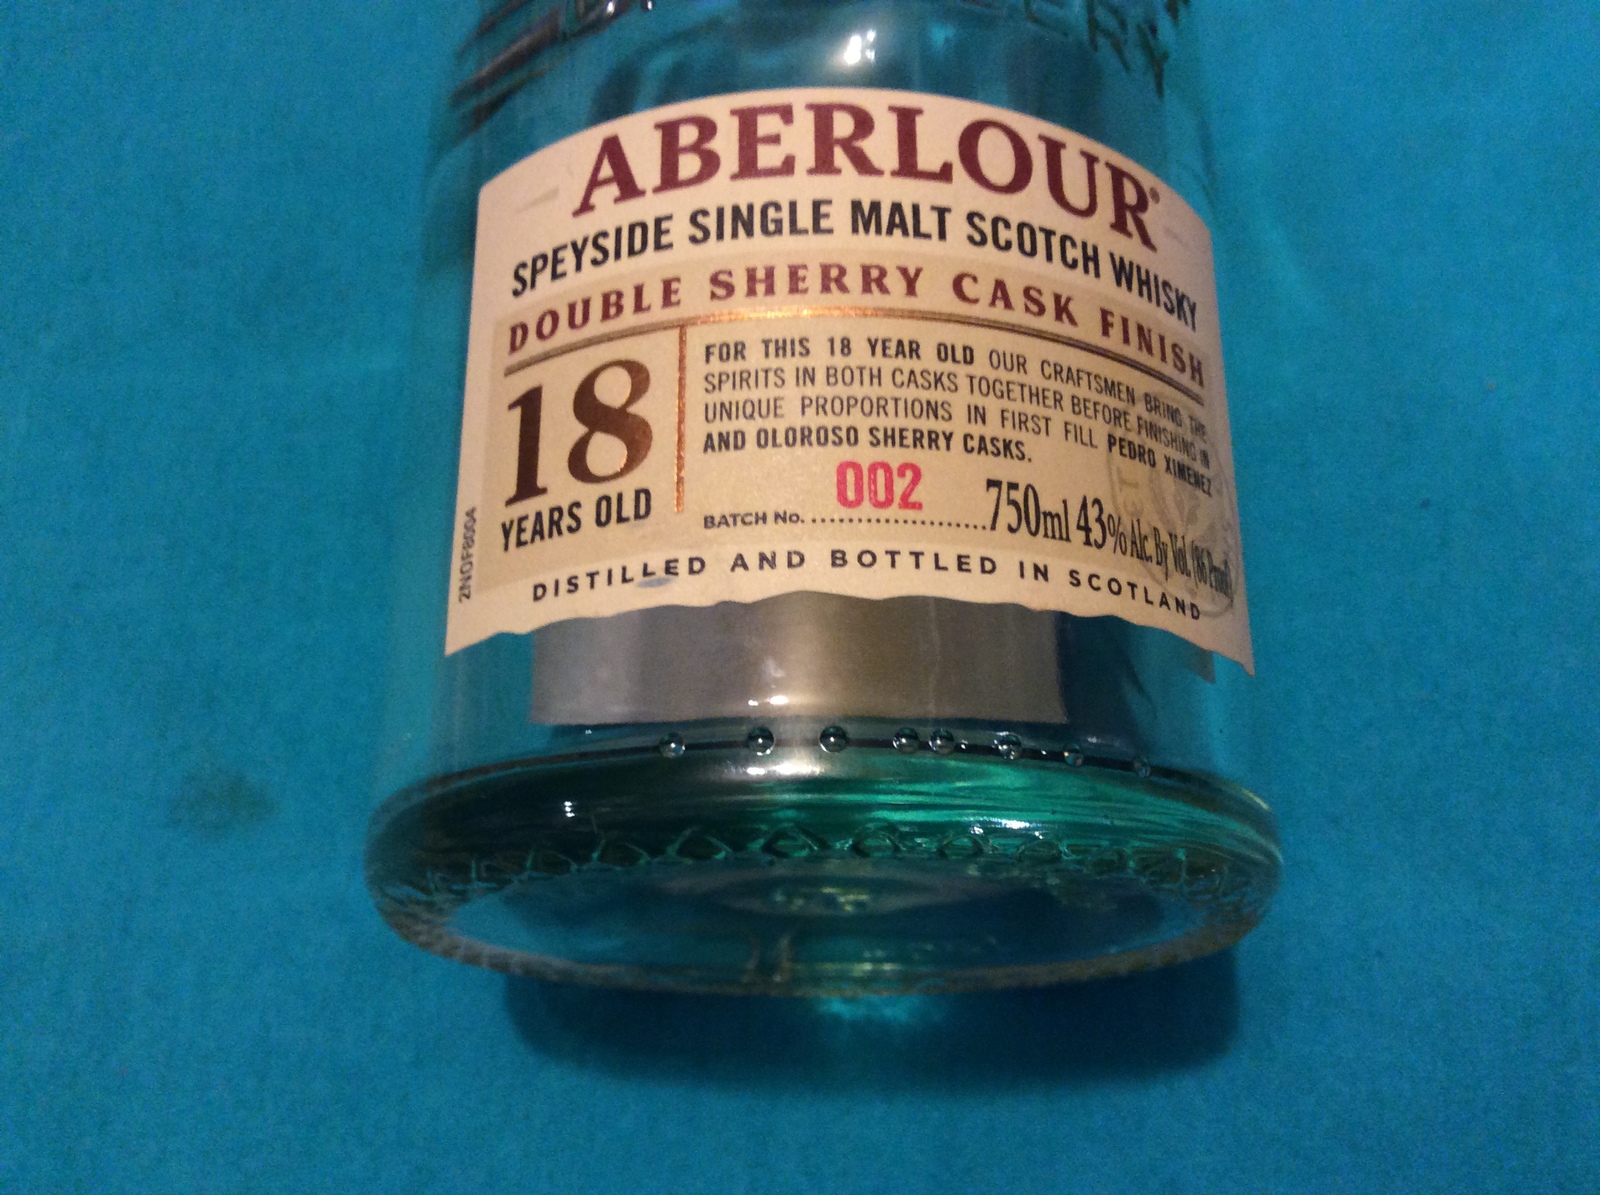 ABERLOUR®
SPEYSIDE SINGLE MALT SCOTCH WHISKY
DOUBLE SHERRY CASK FINISH
18
YEARS OLD
FOR THIS 18 YEAR OLD OUR CRAFTSMEN BRING THE
SPIRITS IN BOTH CASKS TOGETHER BEFORE FINISHING IN
UNIQUE PROPORTIONS IN FIRST FILL PEDRO XIMENEZ
AND OLOROSO SHERRY CASKS.
BATCH No. 002
750ml 43% Alc. By Vol. (86 Proof)
DISTILLED AND BOTTLED IN SCOTLAND
2NOF8004